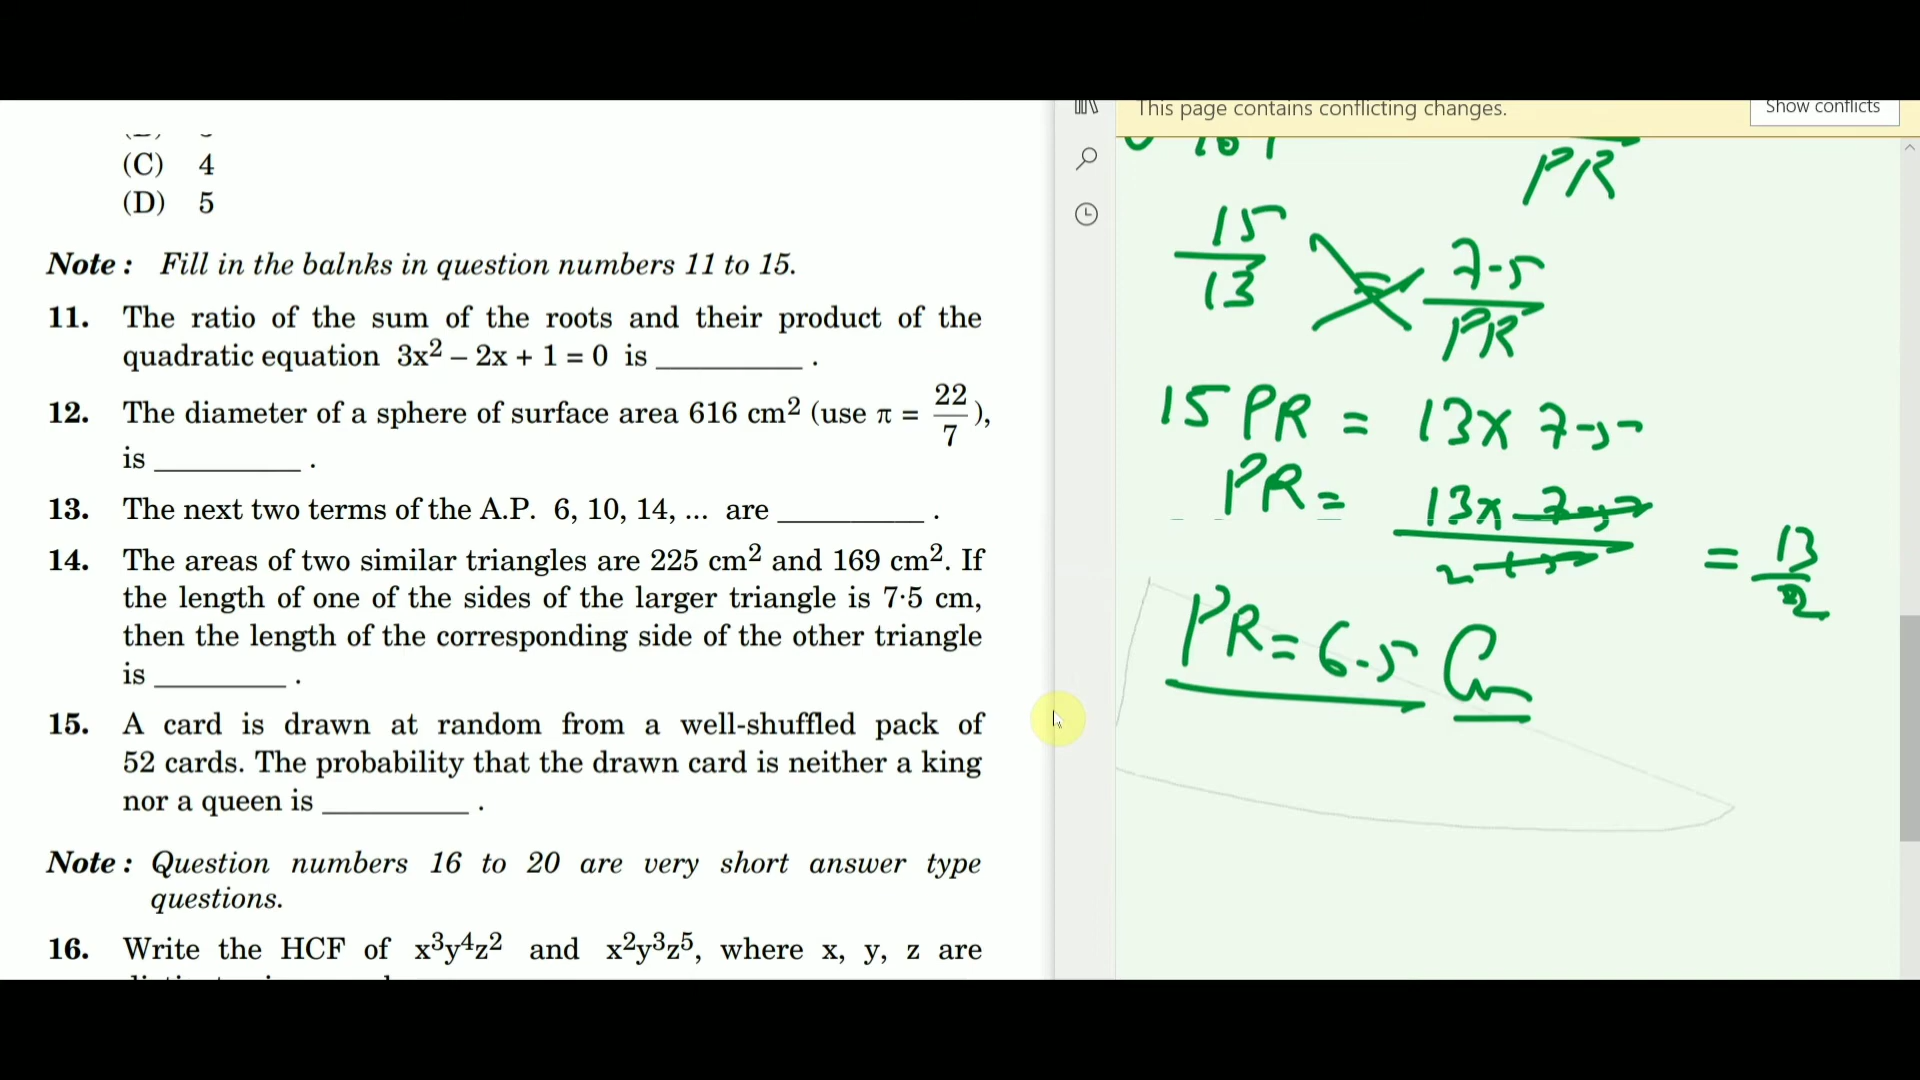 (C) 4
(D) 5
Note : Fill in the balnks in question numbers 11 to 15.
11. The ratio of the sum of the roots and their product of the
quadratic equation 3x² – 2x + 1 = 0 is __________ .
12. The diameter of a sphere of surface area 616 cm² (use π = 22/7),
is __________ .
13. The next two terms of the A.P. 6, 10, 14, ... are __________ .
14. The areas of two similar triangles are 225 cm² and 169 cm². If
the length of one of the sides of the larger triangle is 7·5 cm,
then the length of the corresponding side of the other triangle
is _________ .
15. A card is drawn at random from a well-shuffled pack of
52 cards. The probability that the drawn card is neither a king
nor a queen is __________ .
Note : Question numbers 16 to 20 are very short answer type
questions.
16. Write the HCF of x³y⁴z² and x²y³z⁵, where x, y, z are
This page contains conflicting changes.
Show conflicts
PR
15/13 7-5/PR
15 PR = 13x 7-5
PR = 13x 7-5/15 2 = 13/2
PR = 6-5 Cm